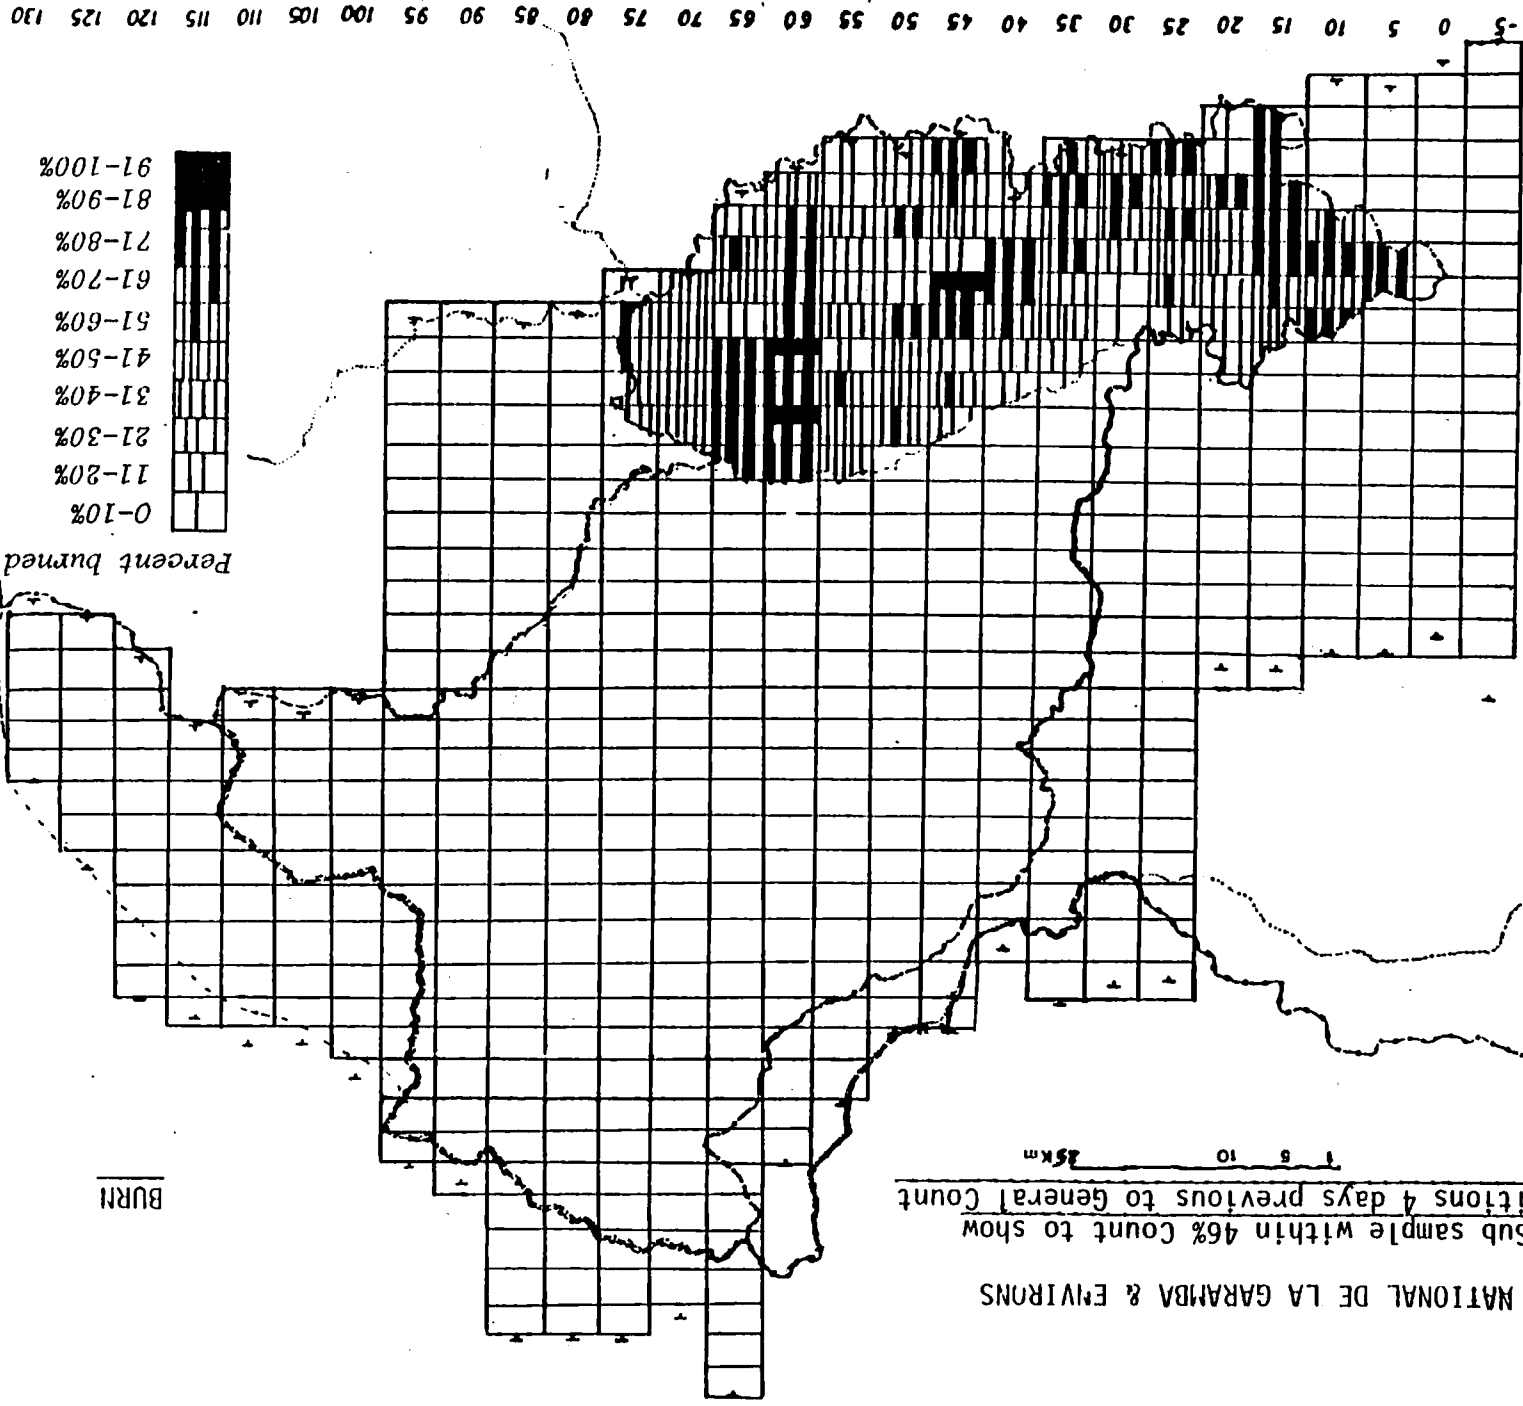 NATIONAL DE LA GARAMBA & ENVIRONS
Sub sample within 46% Count to show
itions 4 days previous to General Count
1 5 10 25 Km
BURN
Percent burned
0-10%
11-20%
21-30%
31-40%
41-50%
51-60%
61-70%
71-80%
81-90%
91-100%
-5 0 5 10 15 20 25 30 35 40 45 50 55 60 65 70 75 80 85 90 95 100 105 110 115 120 125 130